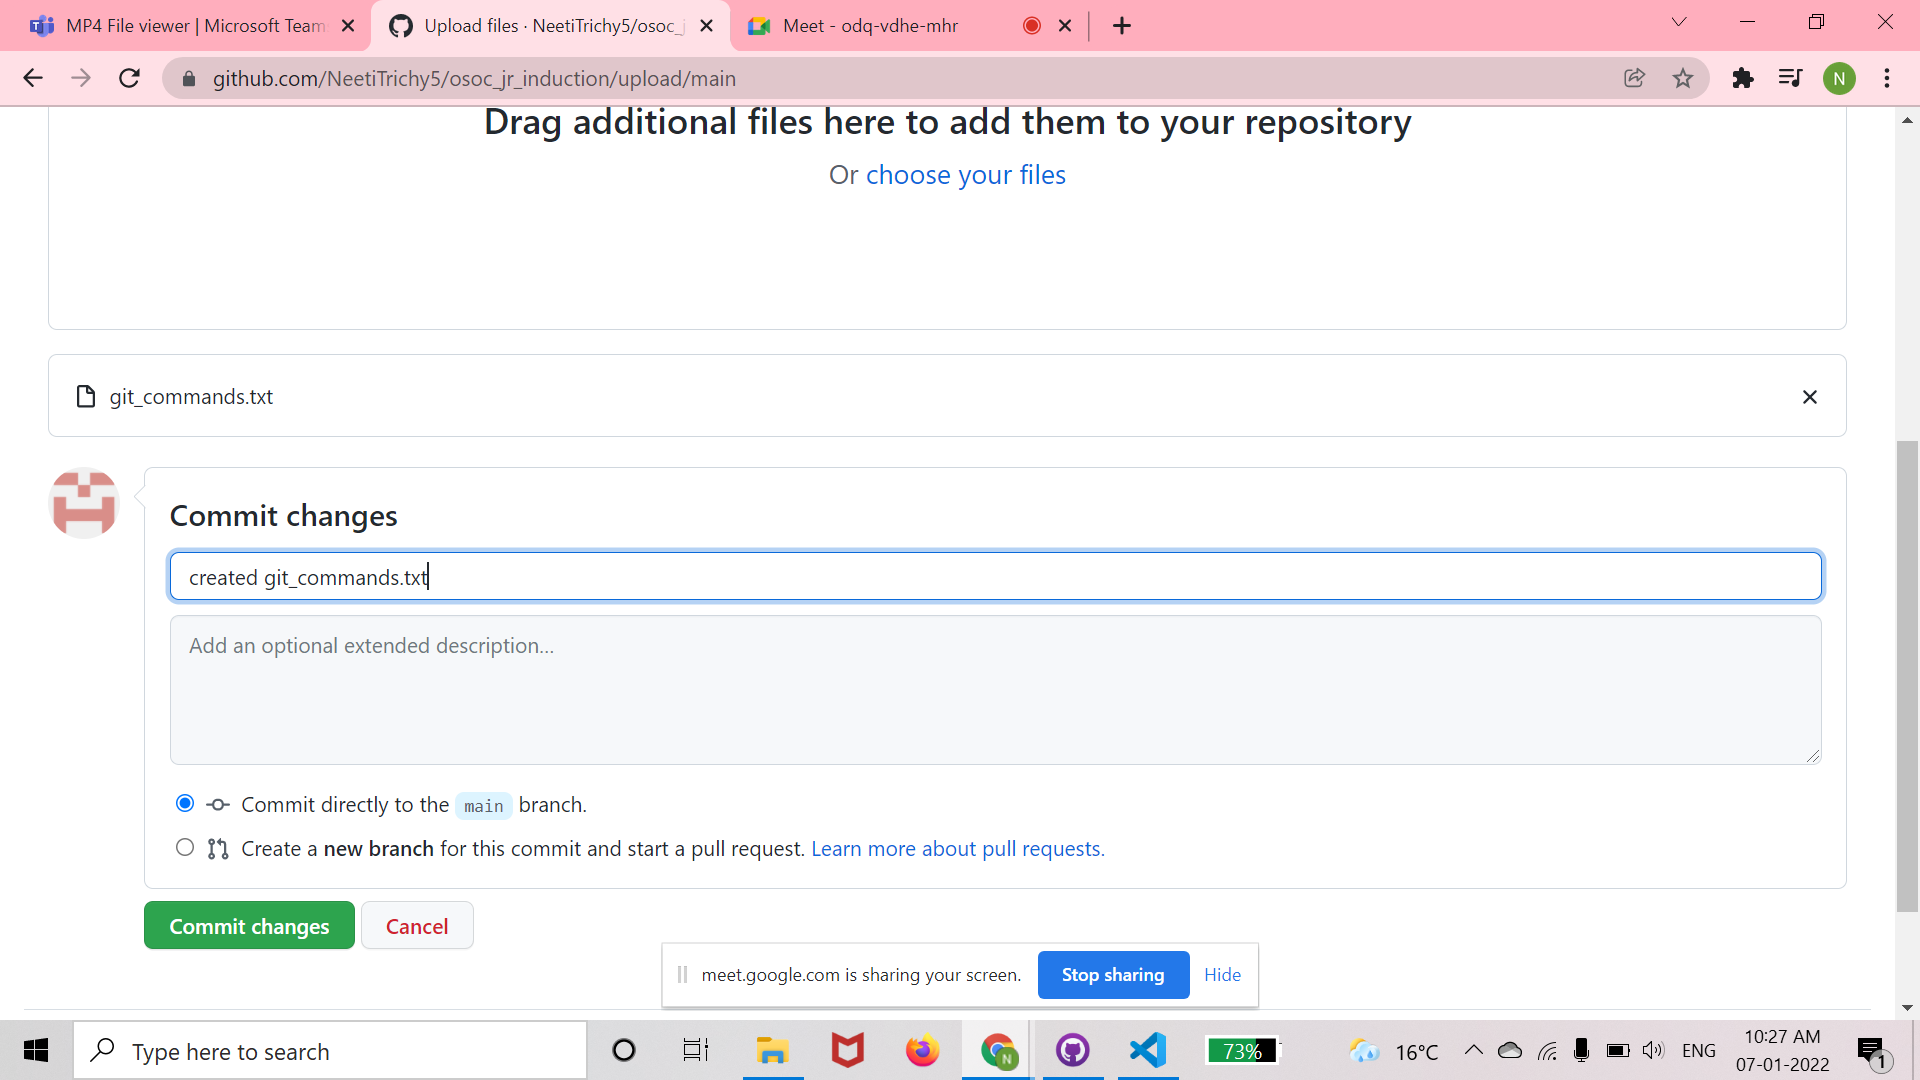 MP4 File viewer | Microsoft Team
Upload files · NeetiTrichy5/osoc_j
Meet - odq-vdhe-mhr
github.com/NeetiTrichy5/osoc_jr_induction/upload/main
N
Drag additional files here to add them to your repository
Or choose your files
git_commands.txt
Commit changes
created git_commands.txt
Add an optional extended description...
Commit directly to the main branch.
Create a new branch for this commit and start a pull request. Learn more about pull requests.
Commit changes
Cancel
meet.google.com is sharing your screen.
Stop sharing
Hide
Type here to search
N
73%
16°C
ENG
10:27 AM
07-01-2022
1